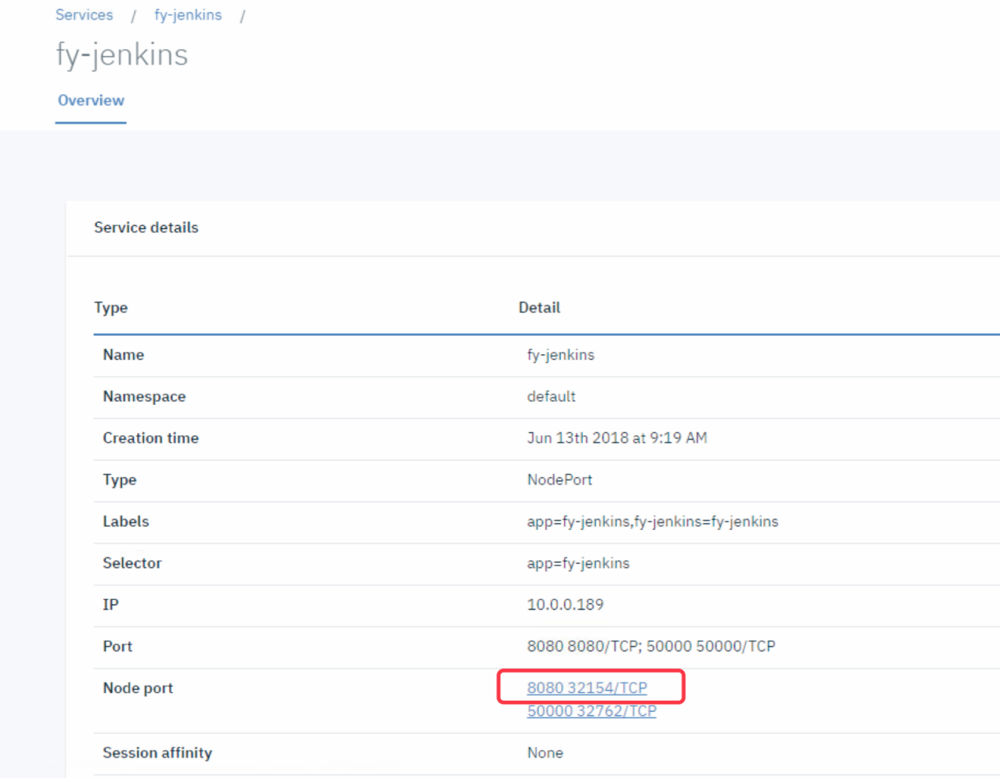 Services / fy-jenkins /
fy-jenkins
Overview
Service details
Type Detail
Name fy-jenkins
Namespace default
Creation time Jun 13th 2018 at 9:19 AM
Type NodePort
Labels app=fy-jenkins,fy-jenkins=fy-jenkins
Selector app=fy-jenkins
IP 10.0.0.189
Port 8080 8080/TCP; 50000 50000/TCP
Node port 8080 32154/TCP
50000 32762/TCP
Session affinity None